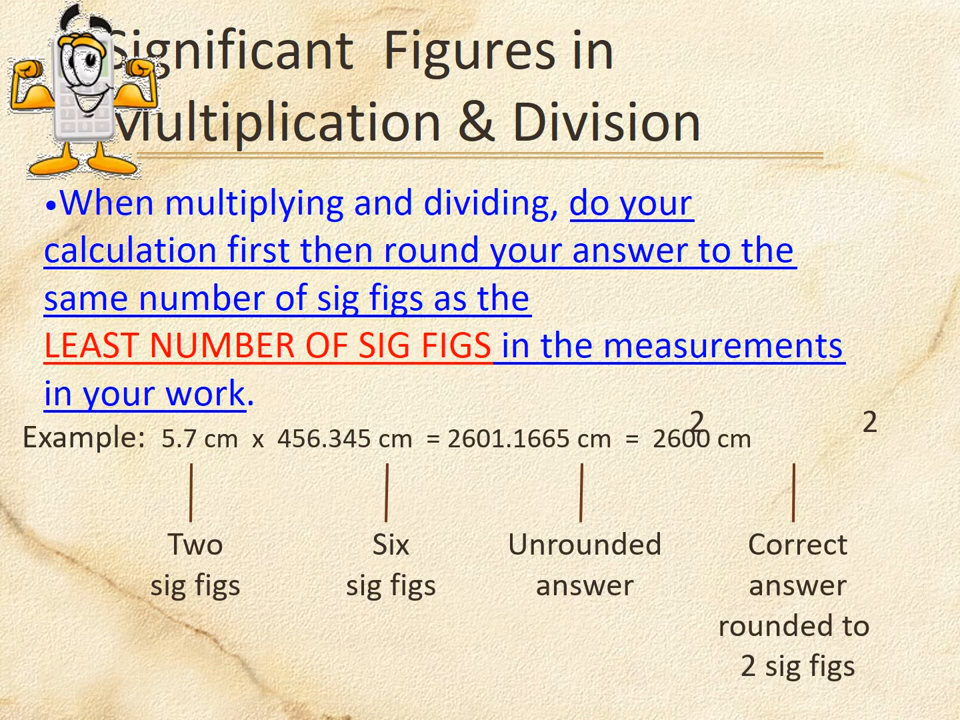 Significant Figures in
Multiplication & Division
•When multiplying and dividing, do your
calculation first then round your answer to the
same number of sig figs as the
LEAST NUMBER OF SIG FIGS in the measurements
in your work.
2 2
Example: 5.7 cm x 456.345 cm = 2601.1665 cm = 2600 cm
Two Six Unrounded Correct
sig figs sig figs answer answer
rounded to
2 sig figs